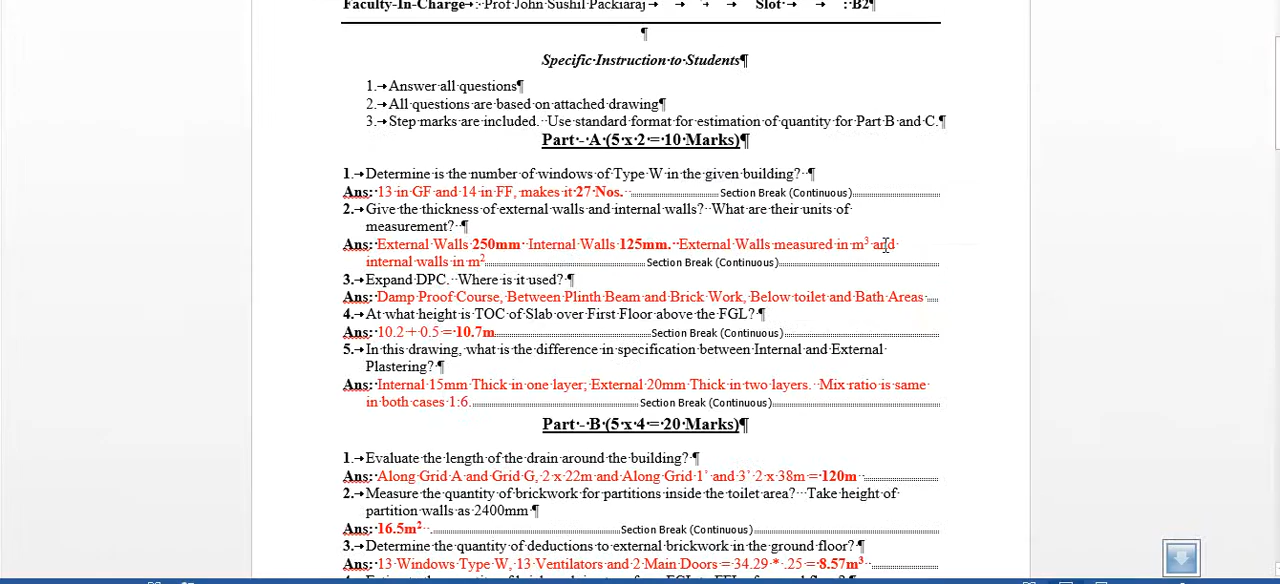 Faculty-In-Charge : Prof John Sushil Packiaraj Slot : B2
Specific Instruction to Students
1. Answer all questions
2. All questions are based on attached drawing
3. Step marks are included. Use standard format for estimation of quantity for Part B and C.
Part - A (5 x 2 = 10 Marks)
1. Determine is the number of windows of Type W in the given building?
Ans: 13 in GF and 14 in FF, makes it 27 Nos. Section Break (Continuous)
2. Give the thickness of external walls and internal walls? What are their units of
measurement?
Ans: External Walls 250mm Internal Walls 125mm. External Walls measured in m³ and
internal walls in m² Section Break (Continuous)
3. Expand DPC. Where is it used?
Ans: Damp Proof Course, Between Plinth Beam and Brick Work, Below toilet and Bath Areas
4. At what height is TOC of Slab over First Floor above the FGL?
Ans: 10.2 + 0.5 = 10.7m Section Break (Continuous)
5. In this drawing, what is the difference in specification between Internal and External
Plastering?
Ans: Internal 15mm Thick in one layer; External 20mm Thick in two layers. Mix ratio is same
in both cases 1:6. Section Break (Continuous)
Part - B (5 x 4 = 20 Marks)
1. Evaluate the length of the drain around the building?
Ans: Along Grid A and Grid G, 2 x 22m and Along Grid 1' and 3' 2 x 38m = 120m
2. Measure the quantity of brickwork for partitions inside the toilet area? Take height of
partition walls as 2400mm
Ans: 16.5m² . Section Break (Continuous)
3. Determine the quantity of deductions to external brickwork in the ground floor?
Ans: 13 Windows Type W, 13 Ventilators and 2 Main Doors = 34.29 * .25 = 8.57m³